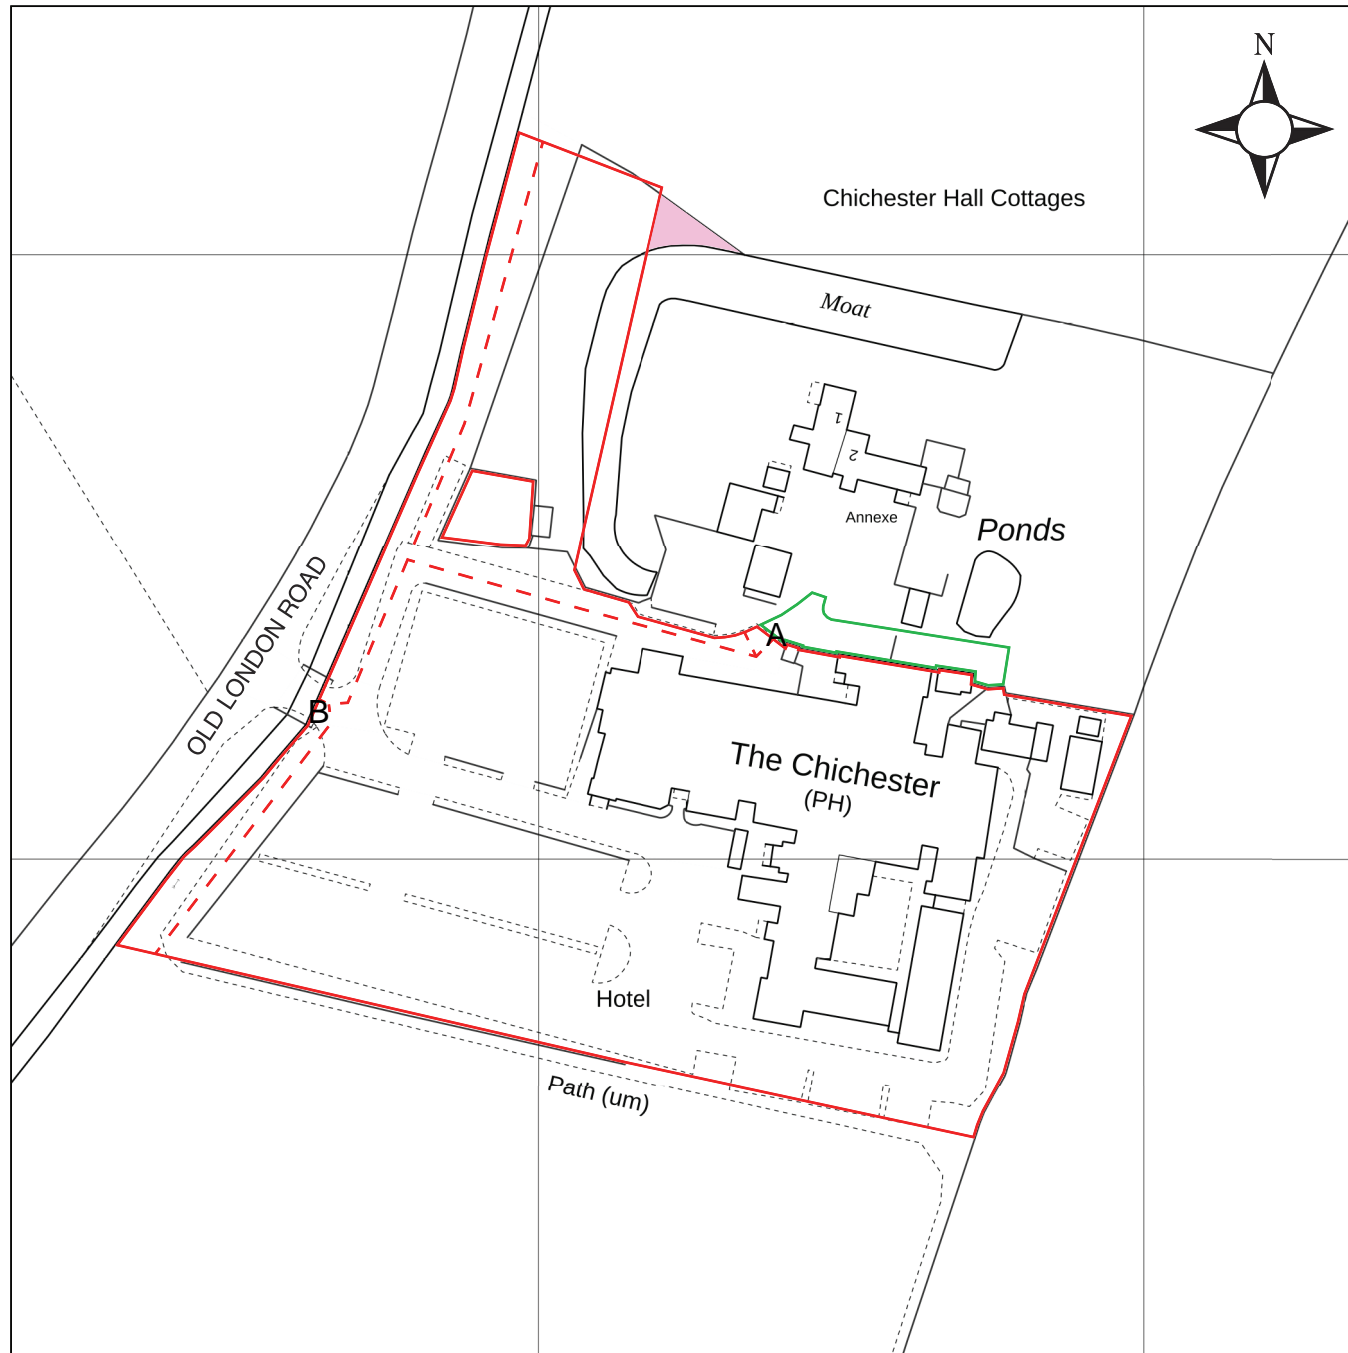 N
Chichester Hall Cottages
Moat
1
2
Annexe
Ponds
OLD LONDON ROAD
A
B
The Chichester
(PH)
Hotel
Path (um)